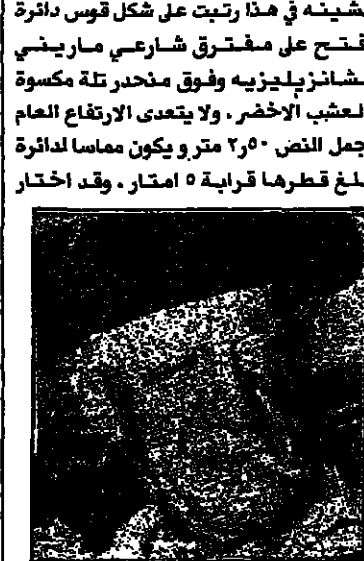 شينه في هذا رتبت على شكل قوس دائرة
فتح على مفترق شارعي ماريني
شانزيليزيه وفوق منحدر تلة مكسوة
لعشب الاخضر . ولا يتعدى الارتفاع العام
جمل النص ٢٫٥٠ متر و يكون مماسا لدائرة
لغ قطرها قرابة ٥ امتار . وقد اختار